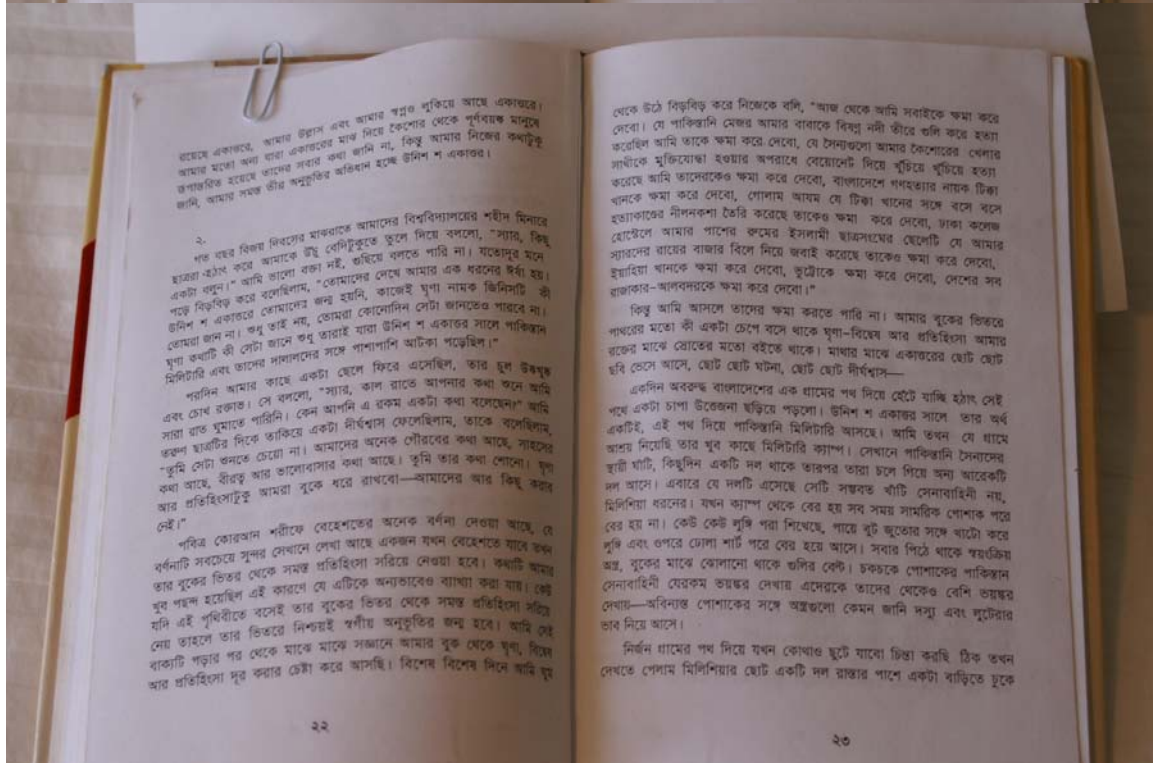 রয়েছে একাত্তরে, আমার উল্লাস এবং আমার স্বপ্নও লুকিয়ে আছে একাত্তরে।
আমার মতো অন্য যারা একাত্তরের মাঝ দিয়ে কৈশোর থেকে পূর্ণবয়স্ক মানুষে
রূপান্তরিত হয়েছে তাদের সবার কথা জানি না, কিন্তু আমার নিজের কথাটুকু
জানি, আমার সমস্ত তীব্র অনুভূতির অভিধান হচ্ছে উনিশ শ একাত্তর।
২.
গত বছর বিজয় দিবসের মাঝরাতে আমাদের বিশ্ববিদ্যালয়ের শহীদ মিনারে
ছাত্ররা হঠাৎ করে আমাকে উঁচু বেদিটুকুতে তুলে দিয়ে বললো, "স্যার, কিছু
একটা বলুন।" আমি ভালো বক্তা নই, গুছিয়ে বলতে পারি না। যতোদূর মনে
পড়ে বিড়বিড় করে বলেছিলাম, "তোমাদের দেখে আমার এক ধরনের ঈর্ষা হয়।
উনিশ শ একাত্তরে তোমাদের জন্ম হয়নি, কাজেই ঘৃণা নামক জিনিসটি কী
তোমরা জান না। শুধু তাই নয়, তোমরা কোনোদিন সেটা জানতেও পারবে না।
ঘৃণা কথাটি কী সেটা জানে শুধু তারাই যারা উনিশ শ একাত্তর সালে পাকিস্তান
মিলিটারি এবং তাদের দালালদের সঙ্গে পাশাপাশি আটকা পড়েছিল।"
পরদিন আমার কাছে একটা ছেলে ফিরে এসেছিল, তার চুল উষ্কখুষ্ক
এবং চোখ রক্তাভ। সে বললো, "স্যার, কাল রাতে আপনার কথা শুনে আমি
সারা রাত ঘুমাতে পারিনি। কেন আপনি এ রকম একটা কথা বলেছেন?" আমি
তরুণ ছাত্রটির দিকে তাকিয়ে একটা দীর্ঘশ্বাস ফেলেছিলাম, তাকে বলেছিলাম,
"তুমি সেটা শুনতে চেয়ো না। আমাদের অনেক গৌরবের কথা আছে, সাহসের
কথা আছে, বীরত্ব আর ভালোবাসার কথা আছে। তুমি তার কথা শোনো। ঘৃণা
আর প্রতিহিংসাটুকু আমরা বুকে ধরে রাখবো—আমাদের আর কিছু করার
নেই।"
পবিত্র কোরআন শরীফে বেহেশতের অনেক বর্ণনা দেওয়া আছে, যে
বর্ণনাটি সবচেয়ে সুন্দর সেখানে লেখা আছে একজন যখন বেহেশতে যাবে তখন
তার বুকের ভিতর থেকে সমস্ত প্রতিহিংসা সরিয়ে নেওয়া হবে। কথাটি আমার
খুব পছন্দ হয়েছিল এই কারণে যে এটিকে অন্যভাবেও ব্যাখ্যা করা যায়। কেউ
যদি এই পৃথিবীতে বসেই তার বুকের ভিতর থেকে সমস্ত প্রতিহিংসা সরিয়ে
নেয় তাহলে তার ভিতরে নিশ্চয়ই স্বর্গীয় অনুভূতির জন্ম হবে। আমি সেই
বাক্যটি পড়ার পর থেকে মাঝে মাঝে সজ্ঞানে আমার বুক থেকে ঘৃণা, বিদ্বেষ
আর প্রতিহিংসা দূর করার চেষ্টা করে আসছি। বিশেষ বিশেষ দিনে আমি ঘুম
২২
থেকে উঠে বিড়বিড় করে নিজেকে বলি, "আজ থেকে আমি সবাইকে ক্ষমা করে
দেবো। যে পাকিস্তানি মেজর আমার বাবাকে বিষণ্ন নদী তীরে গুলি করে হত্যা
করেছিল আমি তাকে ক্ষমা করে দেবো, যে সৈন্যগুলো আমার কৈশোরের খেলার
সাথীকে মুক্তিযোদ্ধা হওয়ার অপরাধে বেয়োনেট দিয়ে খুঁচিয়ে খুঁচিয়ে হত্যা
করেছে আমি তাদেরকেও ক্ষমা করে দেবো, বাংলাদেশে গণহত্যার নায়ক টিক্কা
খানকে ক্ষমা করে দেবো, গোলাম আযম যে টিক্কা খানের সঙ্গে বসে বসে
হত্যাকাণ্ডের নীলনকশা তৈরি করেছে তাকেও ক্ষমা করে দেবো, ঢাকা কলেজ
হোস্টেলে আমার পাশের রুমের ইসলামী ছাত্রসংঘের ছেলেটি যে আমার
স্যারদের রায়ের বাজার বিলে নিয়ে জবাই করেছে তাকেও ক্ষমা করে দেবো,
ইয়াহিয়া খানকে ক্ষমা করে দেবো, ভুট্টোকে ক্ষমা করে দেবো, দেশের সব
রাজাকার-আলবদরকে ক্ষমা করে দেবো।"
কিন্তু আমি আসলে তাদের ক্ষমা করতে পারি না। আমার বুকের ভিতরে
পাথরের মতো কী একটা চেপে বসে থাকে ঘৃণা-বিদ্বেষ আর প্রতিহিংসা আমার
রক্তের মাঝে স্রোতের মতো বইতে থাকে। মাথার মাঝে একাত্তরের ছোট ছোট
ছবি ভেসে আসে, ছোট ছোট ঘটনা, ছোট ছোট দীর্ঘশ্বাস—
একদিন অবরুদ্ধ বাংলাদেশের এক গ্রামের পথ দিয়ে হেঁটে যাচ্ছি হঠাৎ সেই
পথে একটা চাপা উত্তেজনা ছড়িয়ে পড়লো। উনিশ শ একাত্তর সালে তার অর্থ
একটিই, এই পথ দিয়ে পাকিস্তানি মিলিটারি আসছে। আমি তখন যে গ্রামে
আশ্রয় নিয়েছি তার খুব কাছে মিলিটারি ক্যাম্প। সেখানে পাকিস্তানি সৈন্যদের
স্থায়ী ঘাঁটি, কিছুদিন একটি দল থাকে তারপর তারা চলে গিয়ে অন্য আরেকটি
দল আসে। এবারে যে দলটি এসেছে সেটি সম্ভবত খাঁটি সেনাবাহিনী নয়,
মিলিশিয়া ধরনের। যখন ক্যাম্প থেকে বের হয় সব সময় সামরিক পোশাক পরে
বের হয় না। কেউ কেউ লুঙ্গি পরা শিখেছে, পায়ে বুট জুতোর সঙ্গে খাটো করে
লুঙ্গি এবং ওপরে ঢোলা শার্ট পরে বের হয়ে আসে। সবার পিঠে থাকে স্বয়ংক্রিয়
অস্ত্র, বুকের মাঝে ঝোলানো থাকে গুলির বেল্ট। চকচকে পোশাকের পাকিস্তান
সেনাবাহিনী যেরকম ভয়ঙ্কর দেখায় এদেরকে তাদের থেকেও বেশি ভয়ঙ্কর
দেখায়—অবিন্যস্ত পোশাকের সঙ্গে অস্ত্রগুলো কেমন জানি দস্যু এবং লুটেরার
ভাব নিয়ে আসে।
নির্জন গ্রামের পথ দিয়ে যখন কোথাও ছুটে যাবো চিন্তা করছি ঠিক তখন
দেখতে পেলাম মিলিশিয়ার ছোট একটি দল রাস্তার পাশে একটা বাড়িতে ঢুকে
২৩